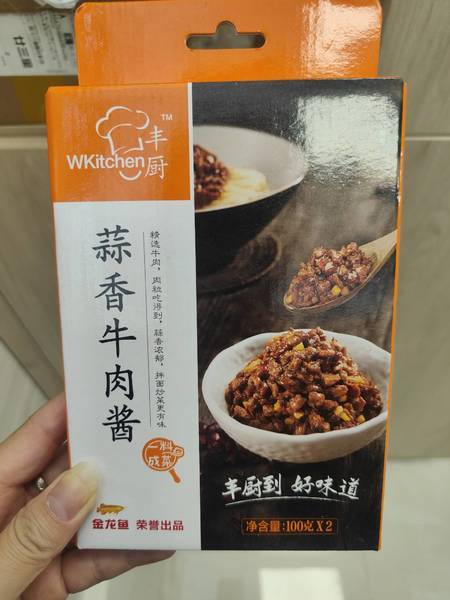 WKitchen
丰
厨
TM
蒜香牛肉酱
精选牛肉，肉粒吃得到，蒜香浓郁，拌面炒菜更有味
一料
成菜
金龙鱼 荣誉出品
丰厨到 好味道
净含量:100克X2